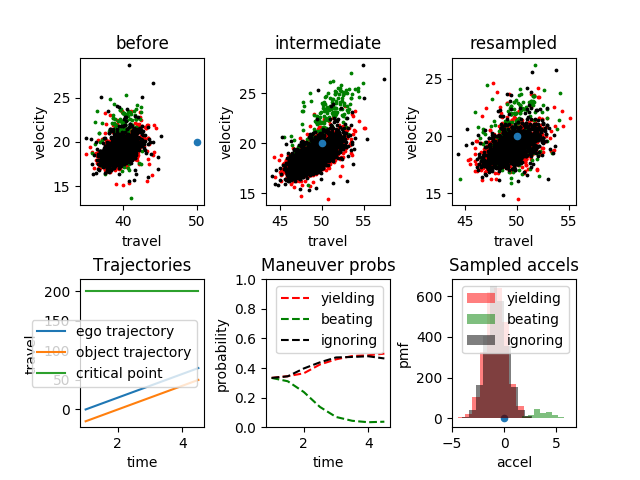 before
intermediate
resampled
velocity
25
20
15
40
50
travel
velocity
25
20
15
45
50
55
travel
velocity
25
20
15
45
50
55
travel
Trajectories
Maneuver probs
Sampled accels
travel
200
150
100
50
0
ego trajectory
object trajectory
critical point
2
4
time
probability
1.0
0.8
0.6
0.4
0.2
0.0
yielding
beating
ignoring
2
4
time
pmf
600
400
200
0
yielding
beating
ignoring
−5
0
5
accel